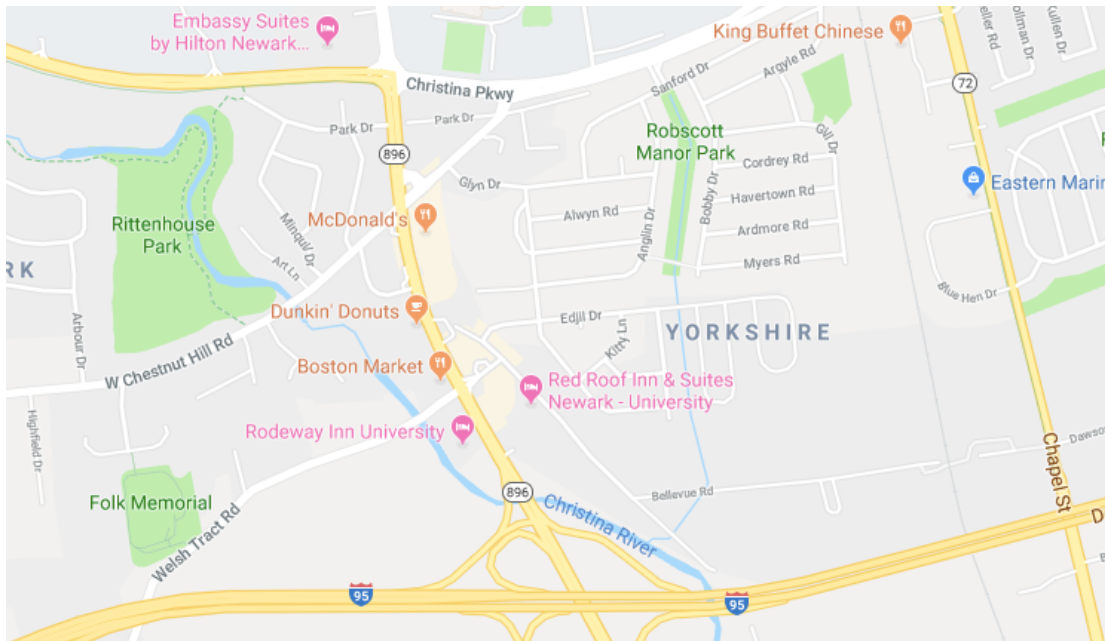 Embassy Suites
by Hilton Newark...
King Buffet Chinese
Christina Pkwy
Sanford Dr
Argyle Rd
72
Park Dr
Park Dr
896
Robscott
Manor Park
Gvl Dr
Cordrey Rd
Glyn Dr
Bobby Dr
Havertown Rd
Eastern Marin
McDonald's
Alwyn Rd
Anglin Dr
Ardmore Rd
Rittenhouse
Park
Minquil Dr
Myers Rd
RK
Art Ln
Blue Hen Dr
Dunkin' Donuts
Edjil Dr
YORKSHIRE
Arbour Dr
Kitty Ln
W Chestnut Hill Rd
Boston Market
Red Roof Inn & Suites
Newark - University
Rodeway Inn University
Highfield Dr
Chapel St
Dawso
Folk Memorial
896
Bellevue Rd
Christina River
Welsh Tract Rd
D
95
95